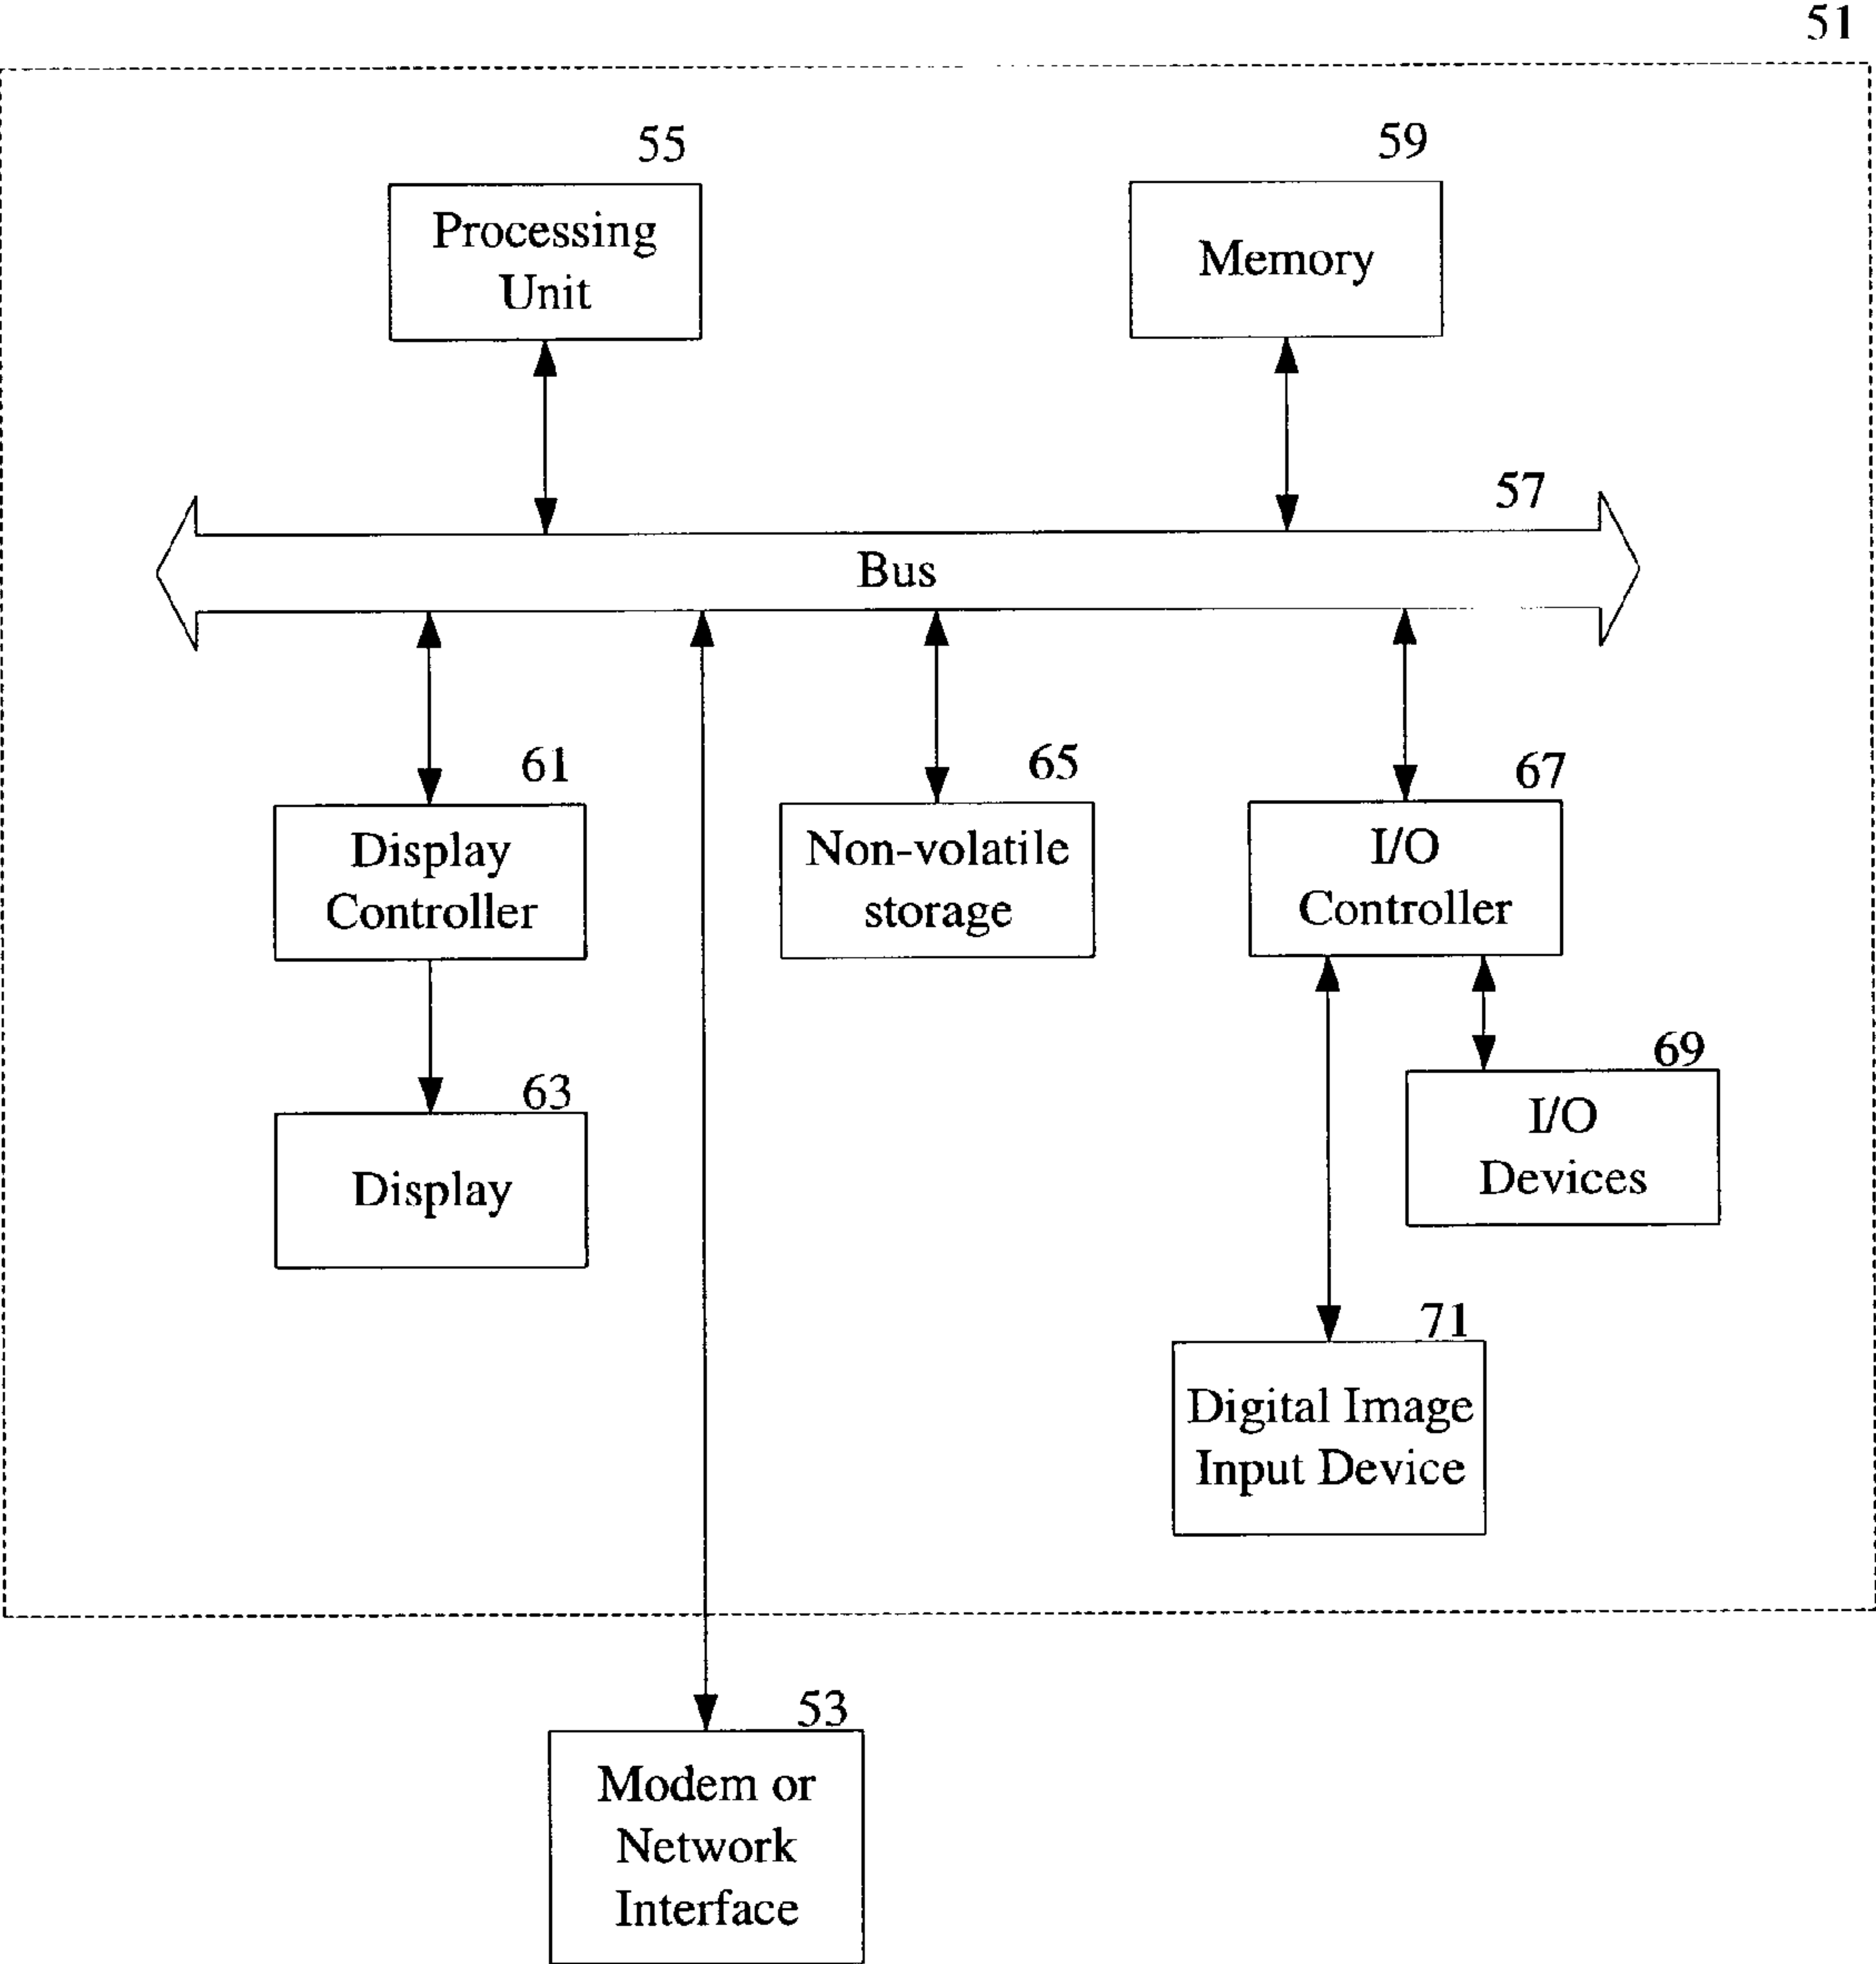 51
55
Processing
Unit
59
Memory
57
Bus
61
Display
Controller
65
Non-volatile
storage
67
I/O
Controller
63
Display
69
I/O
Devices
71
Digital Image
Input Device
53
Modem or
Network
Interface